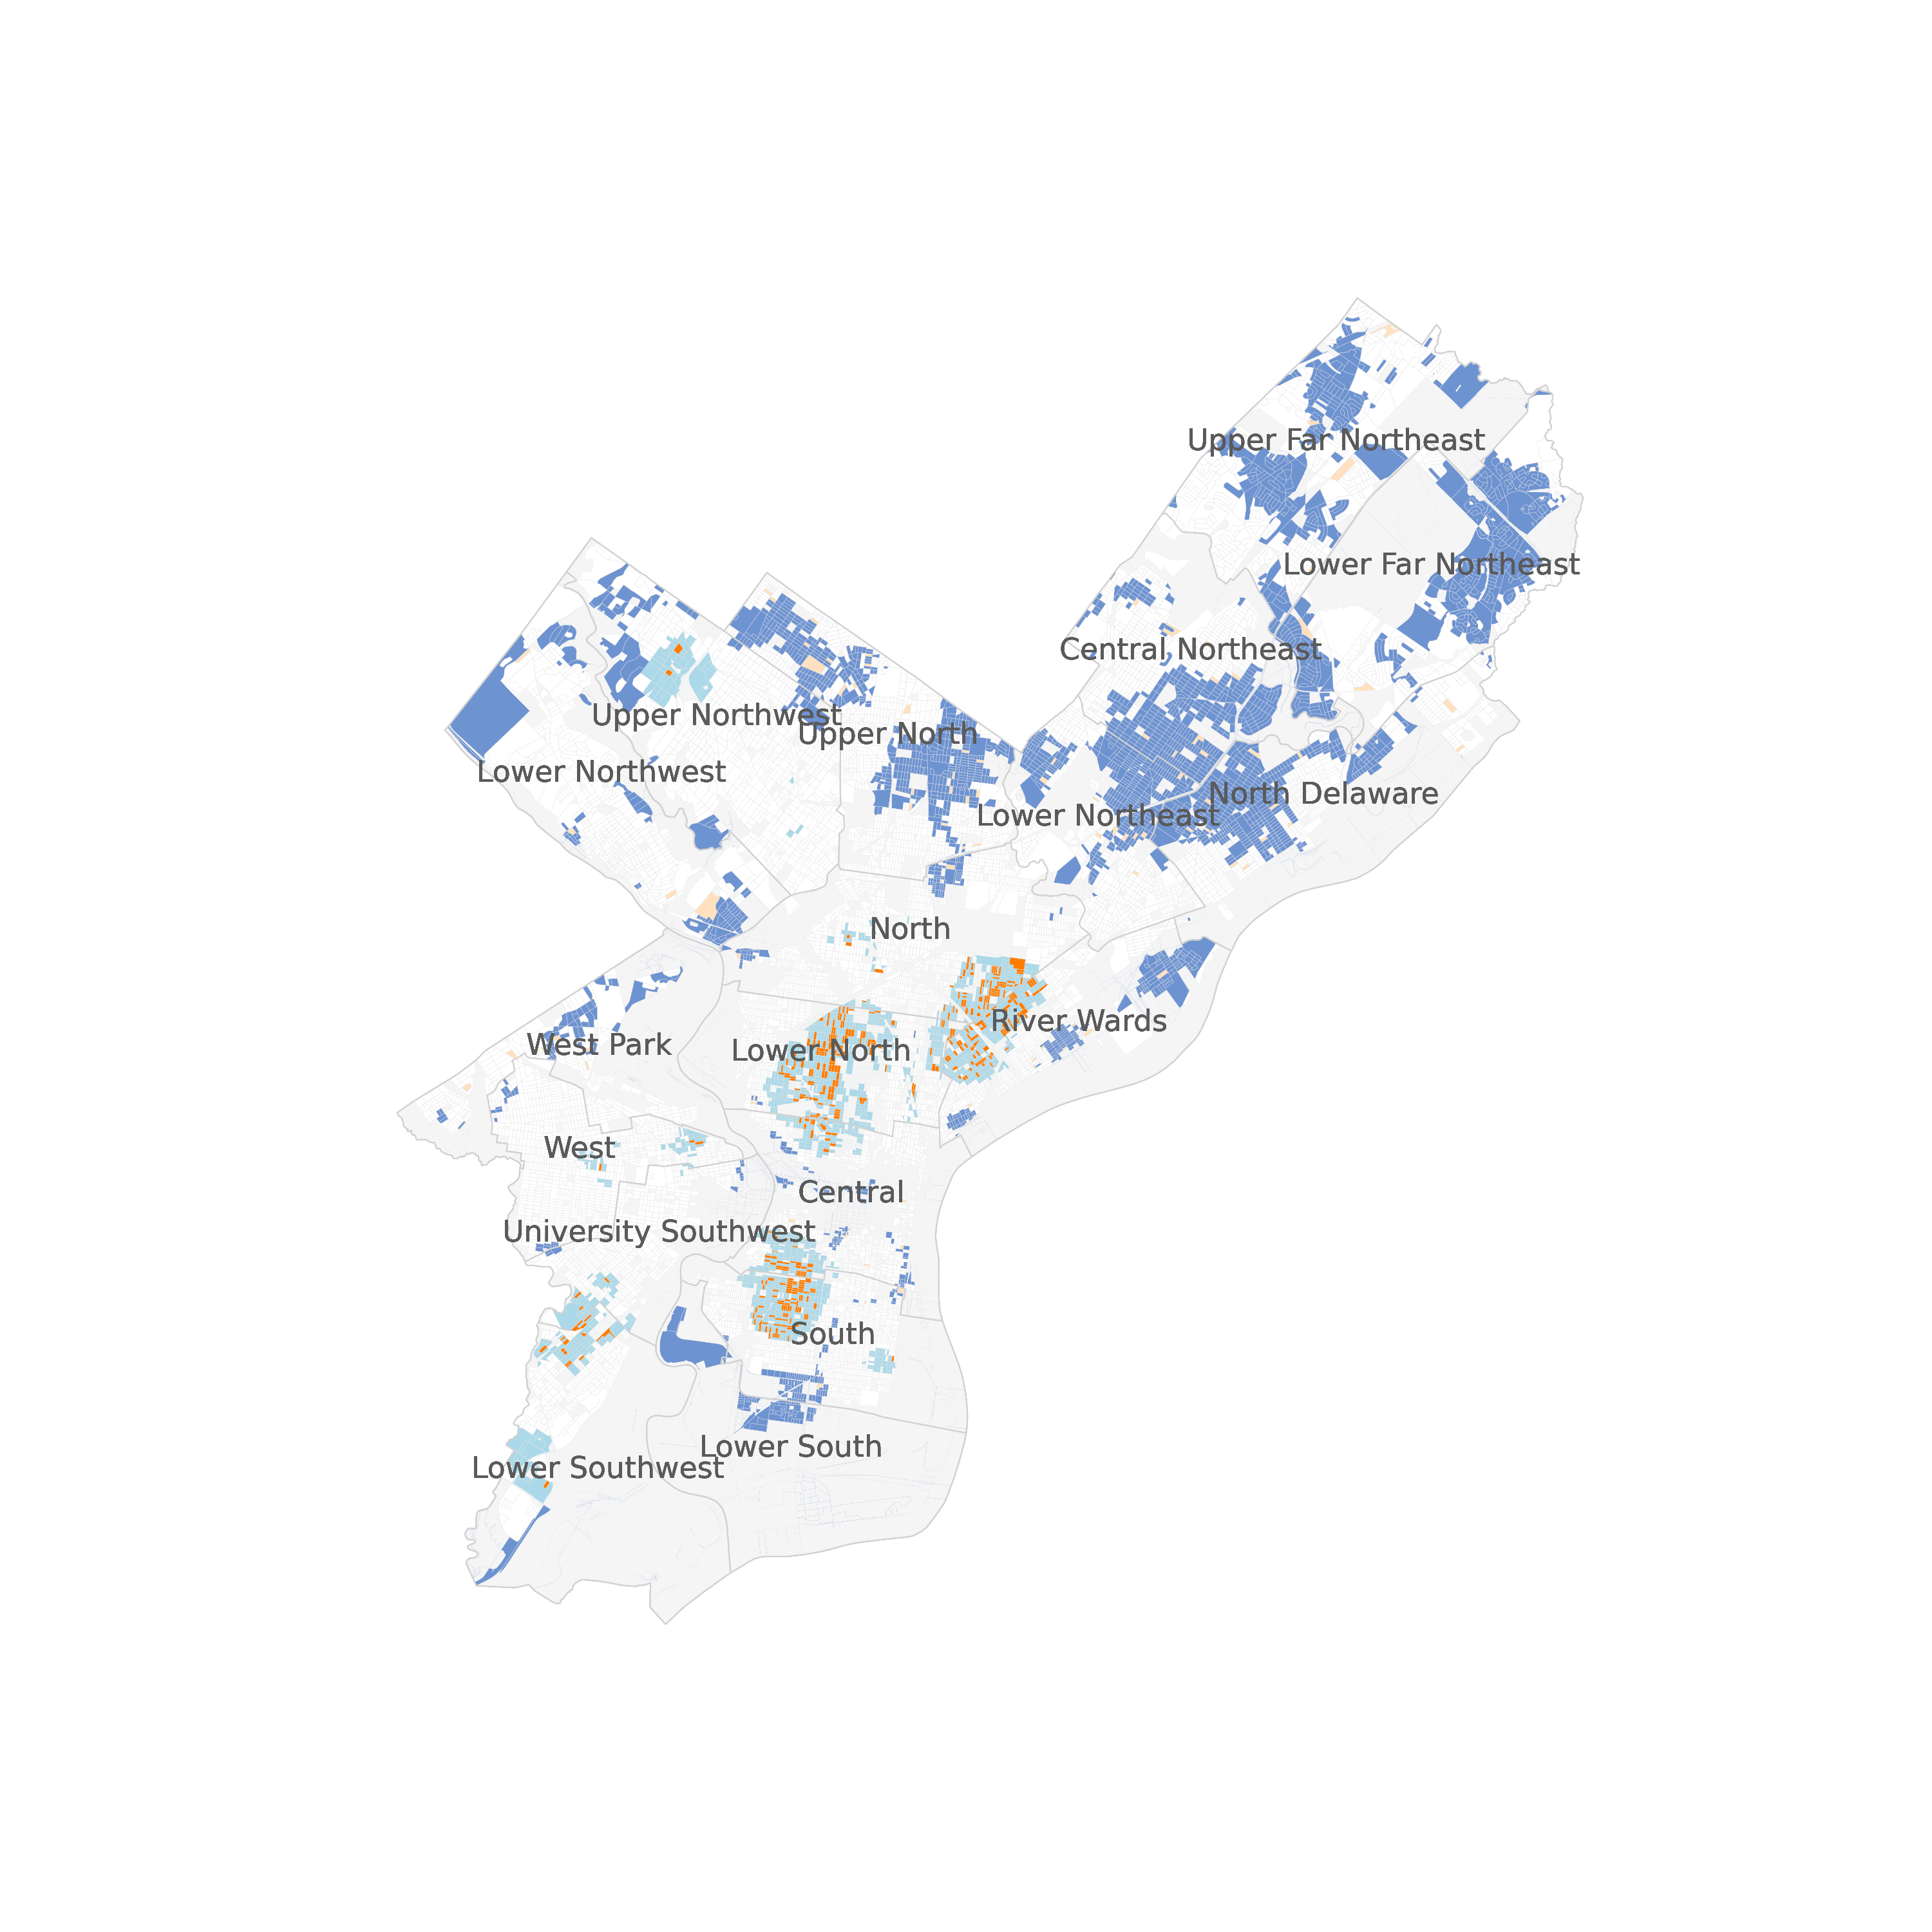 Upper Far Northeast
Lower Far Northeast
Central Northeast
Upper Northwest
Upper North
Lower Northwest
North Delaware
Lower Northeast
North
River Wards
West Park
Lower North
West
Central
University Southwest
South
Lower South
Lower Southwest